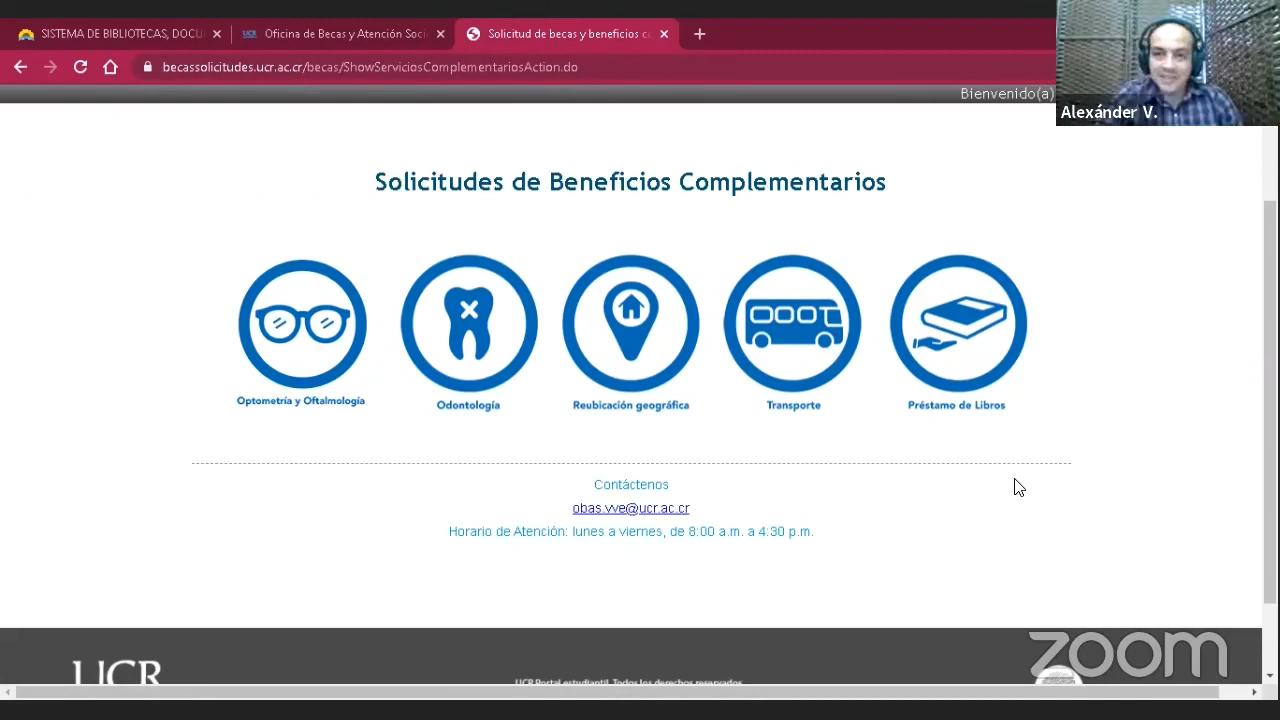 SISTEMA DE BIBLIOTECAS, DOCU
Oficina de Becas y Atención Soci
Solicitud de becas y beneficios co
becassolicitudes.ucr.ac.cr/becas/ShowServiciosComplementariosAction.do
Bienvenido(a)
Alexánder V.
Solicitudes de Beneficios Complementarios
Optometría y Oftalmología
Odontología
Reubicación geográfica
Transporte
Préstamo de Libros
Contáctenos
obas.vve@ucr.ac.cr
Horario de Atención: lunes a viernes, de 8:00 a.m. a 4:30 p.m.
zoom
UCR
UCR Portal estudiantil. Todos los derechos reservados